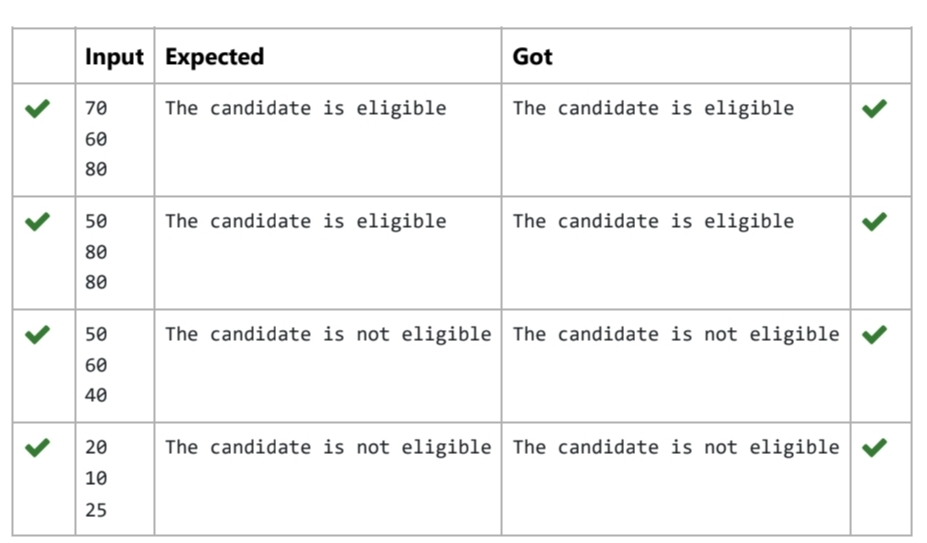 Input Expected Got
70 The candidate is eligible The candidate is eligible
60
80
50 The candidate is eligible The candidate is eligible
80
80
50 The candidate is not eligible The candidate is not eligible
60
40
20 The candidate is not eligible The candidate is not eligible
10
25